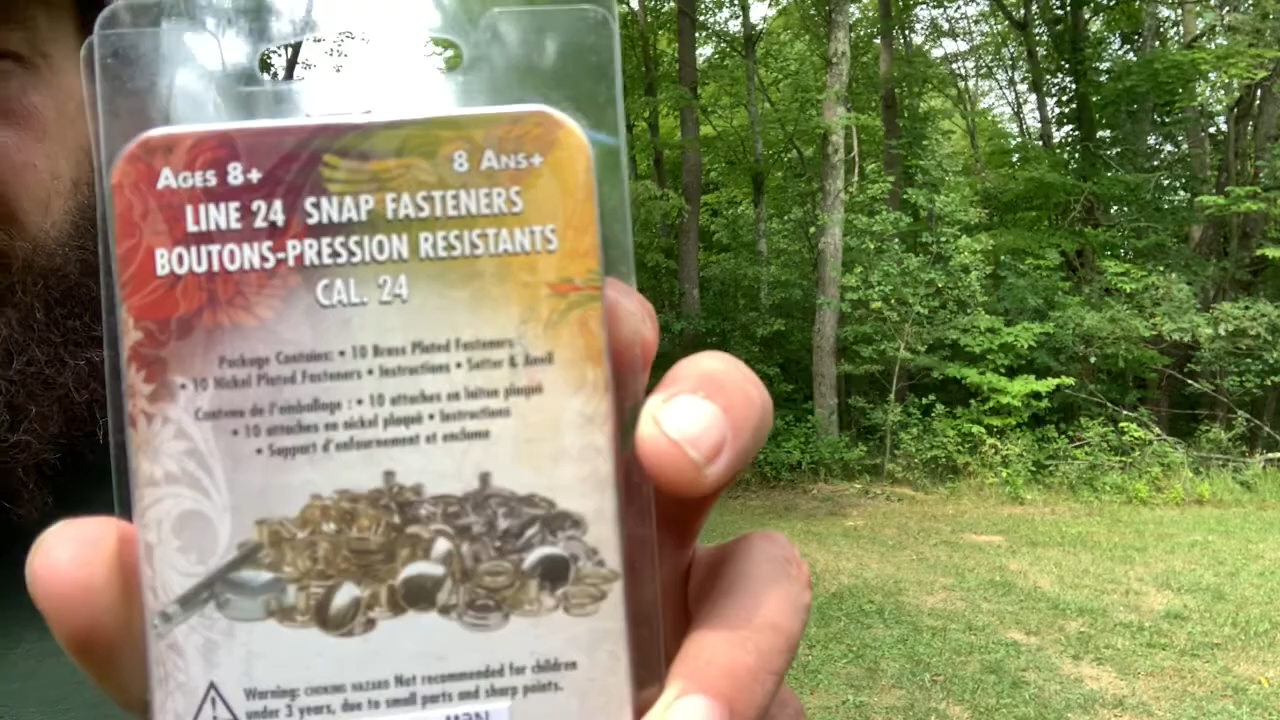 AGES 8+ 8 ANS+
LINE 24 SNAP FASTENERS
BOUTONS-PRESSION RESISTANTS
CAL. 24
Package Contains: • 10 Brass Plated Fasteners
• 10 Nickel Plated Fasteners • Instructions • Setter & Anvil
Contenu de l'emballage : • 10 attaches en laiton plaqué
• 10 attaches en nickel plaqué • Instructions
• Support d'enfournement et enclume
Warning: CHOKING HAZARD Not recommended for children
under 3 years, due to small parts and sharp points.